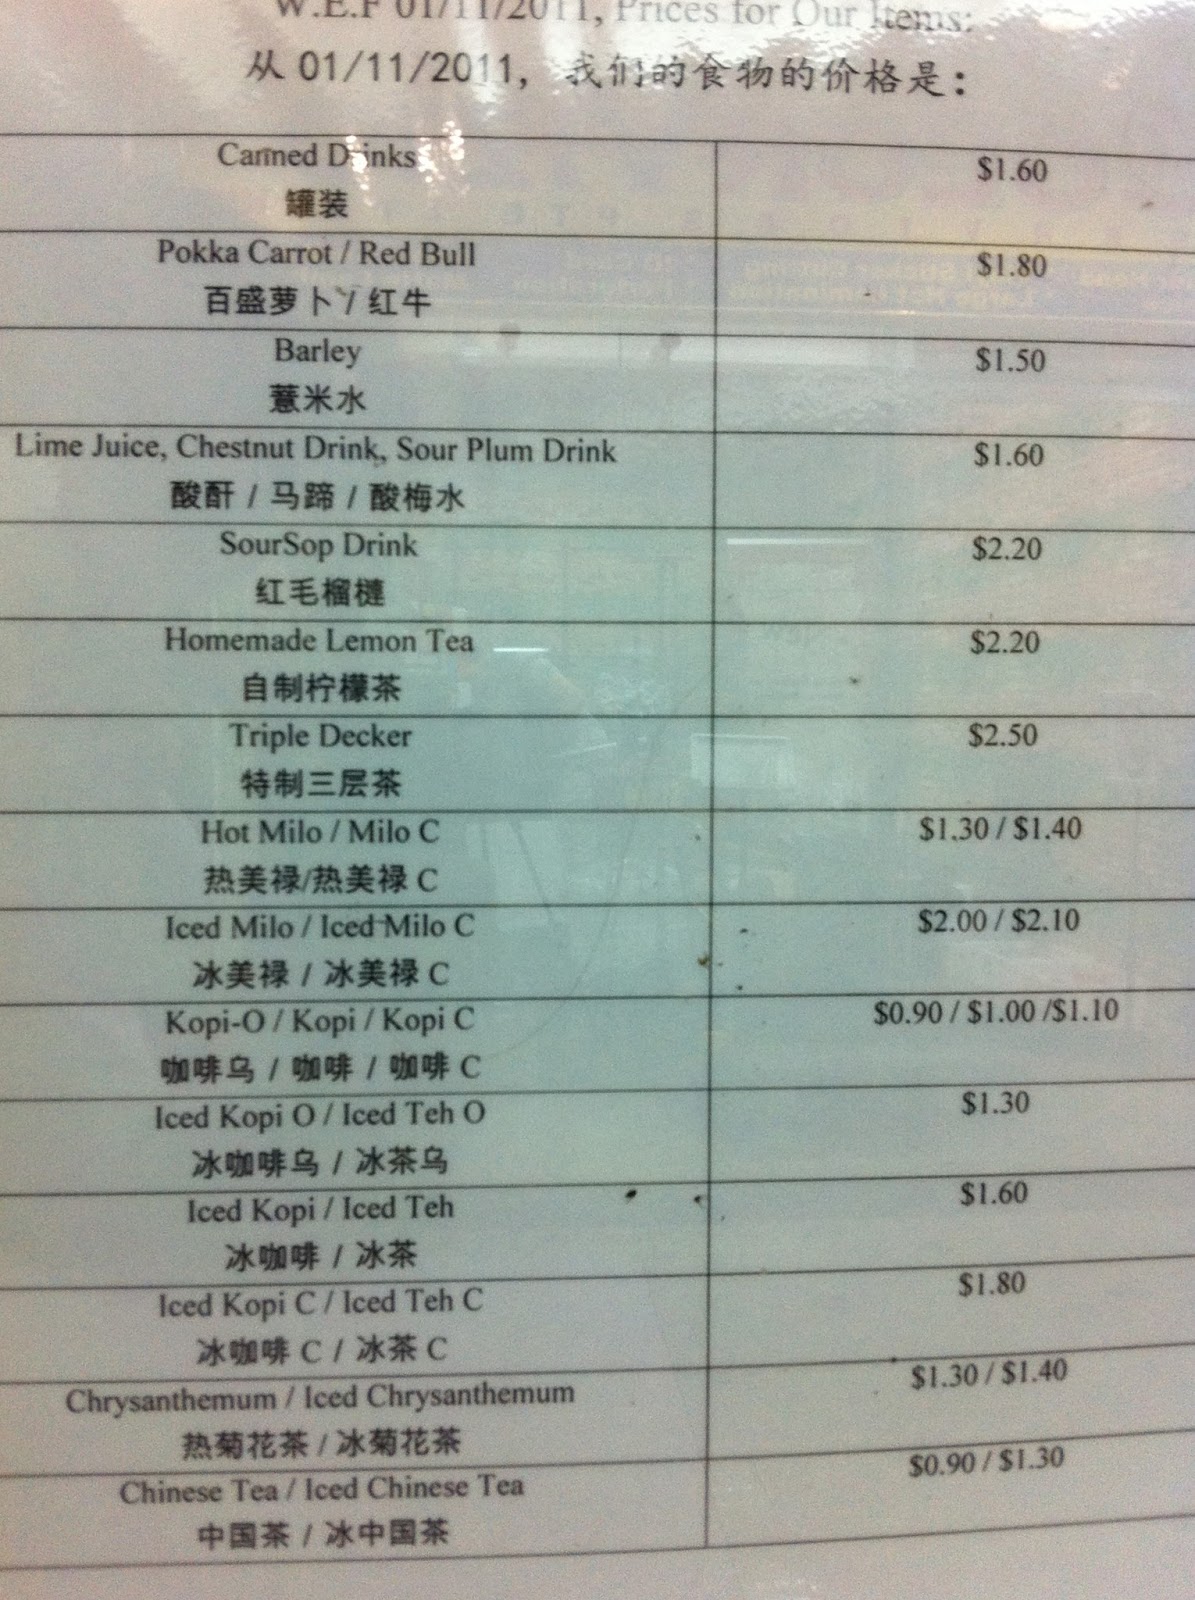 W.E.F 01/11/2011, Prices for Our Items:
从 01/11/2011, 我们的食物的价格是:
Canned Drinks $1.60
罐装
Pokka Carrot / Red Bull $1.80
百盛萝卜 / 红牛
Barley $1.50
薏米水
Lime Juice, Chestnut Drink, Sour Plum Drink $1.60
酸酐 / 马蹄 / 酸梅水
SourSop Drink $2.20
红毛榴梿
Homemade Lemon Tea $2.20
自制柠檬茶
Triple Decker $2.50
特制三层茶
Hot Milo / Milo C $1.30 / $1.40
热美禄/热美禄 C
Iced Milo / Iced Milo C $2.00 / $2.10
冰美禄 / 冰美禄 C
Kopi-O / Kopi / Kopi C $0.90 / $1.00 /$1.10
咖啡乌 / 咖啡 / 咖啡 C
Iced Kopi O / Iced Teh O $1.30
冰咖啡乌 / 冰茶乌
Iced Kopi / Iced Teh $1.60
冰咖啡 / 冰茶
Iced Kopi C / Iced Teh C $1.80
冰咖啡 C / 冰茶 C
Chrysanthemum / Iced Chrysanthemum $1.30 / $1.40
热菊花茶 / 冰菊花茶
Chinese Tea / Iced Chinese Tea $0.90 / $1.30
中国茶 / 冰中国茶